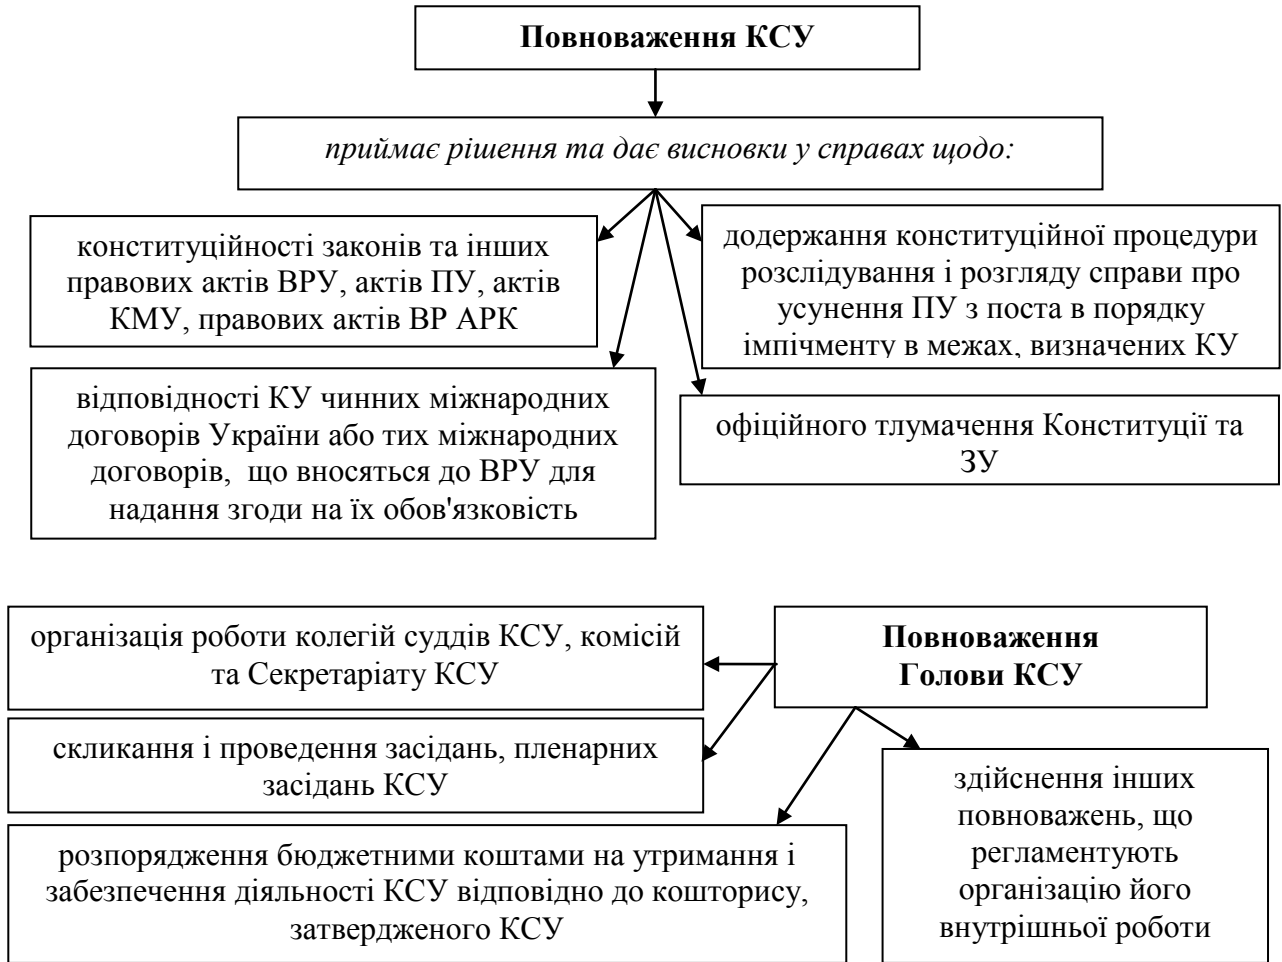 Повноваження КСУ
приймає рішення та дає висновки у справах щодо:
конституційності законів та інших
правових актів ВРУ, актів ПУ, актів
КМУ, правових актів ВР АРК
додержання конституційної процедури
розслідування і розгляду справи про
усунення ПУ з поста в порядку
імпічменту в межах, визначених КУ
відповідності КУ чинних міжнародних
договорів України або тих міжнародних
договорів, що вносяться до ВРУ для
надання згоди на їх обов'язковість
офіційного тлумачення Конституції та
ЗУ
організація роботи колегій суддів КСУ, комісій
та Секретаріату КСУ
Повноваження
Голови КСУ
скликання і проведення засідань, пленарних
засідань КСУ
розпорядження бюджетними коштами на утримання і
забезпечення діяльності КСУ відповідно до кошторису,
затвердженого КСУ
здійснення інших
повноважень, що
регламентують
організацію його
внутрішньої роботи